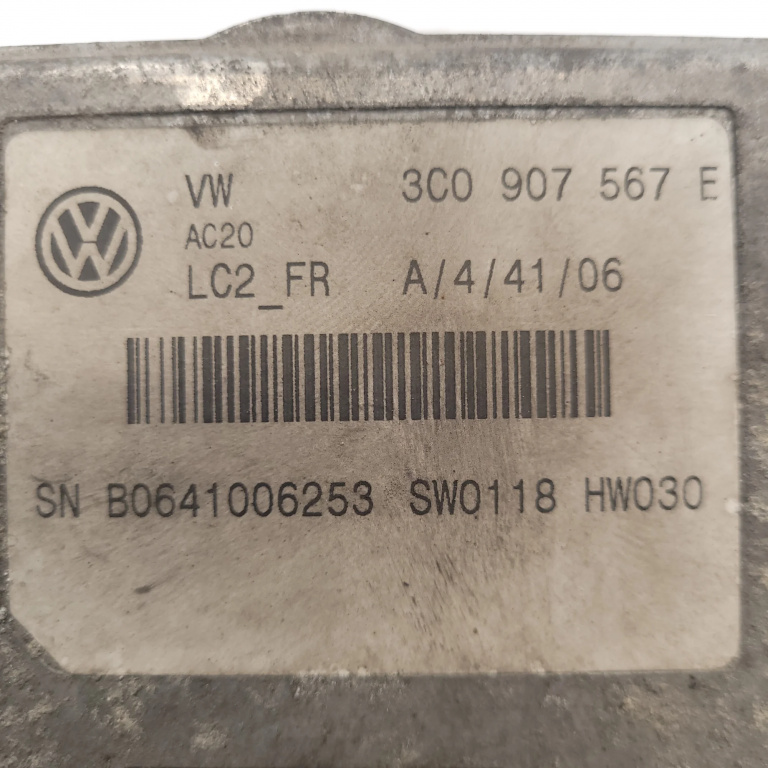 VW 3C0 907 567 E
AC20
LC2_FR A/4/41/06
SN B0641006253 SW0118 HW030